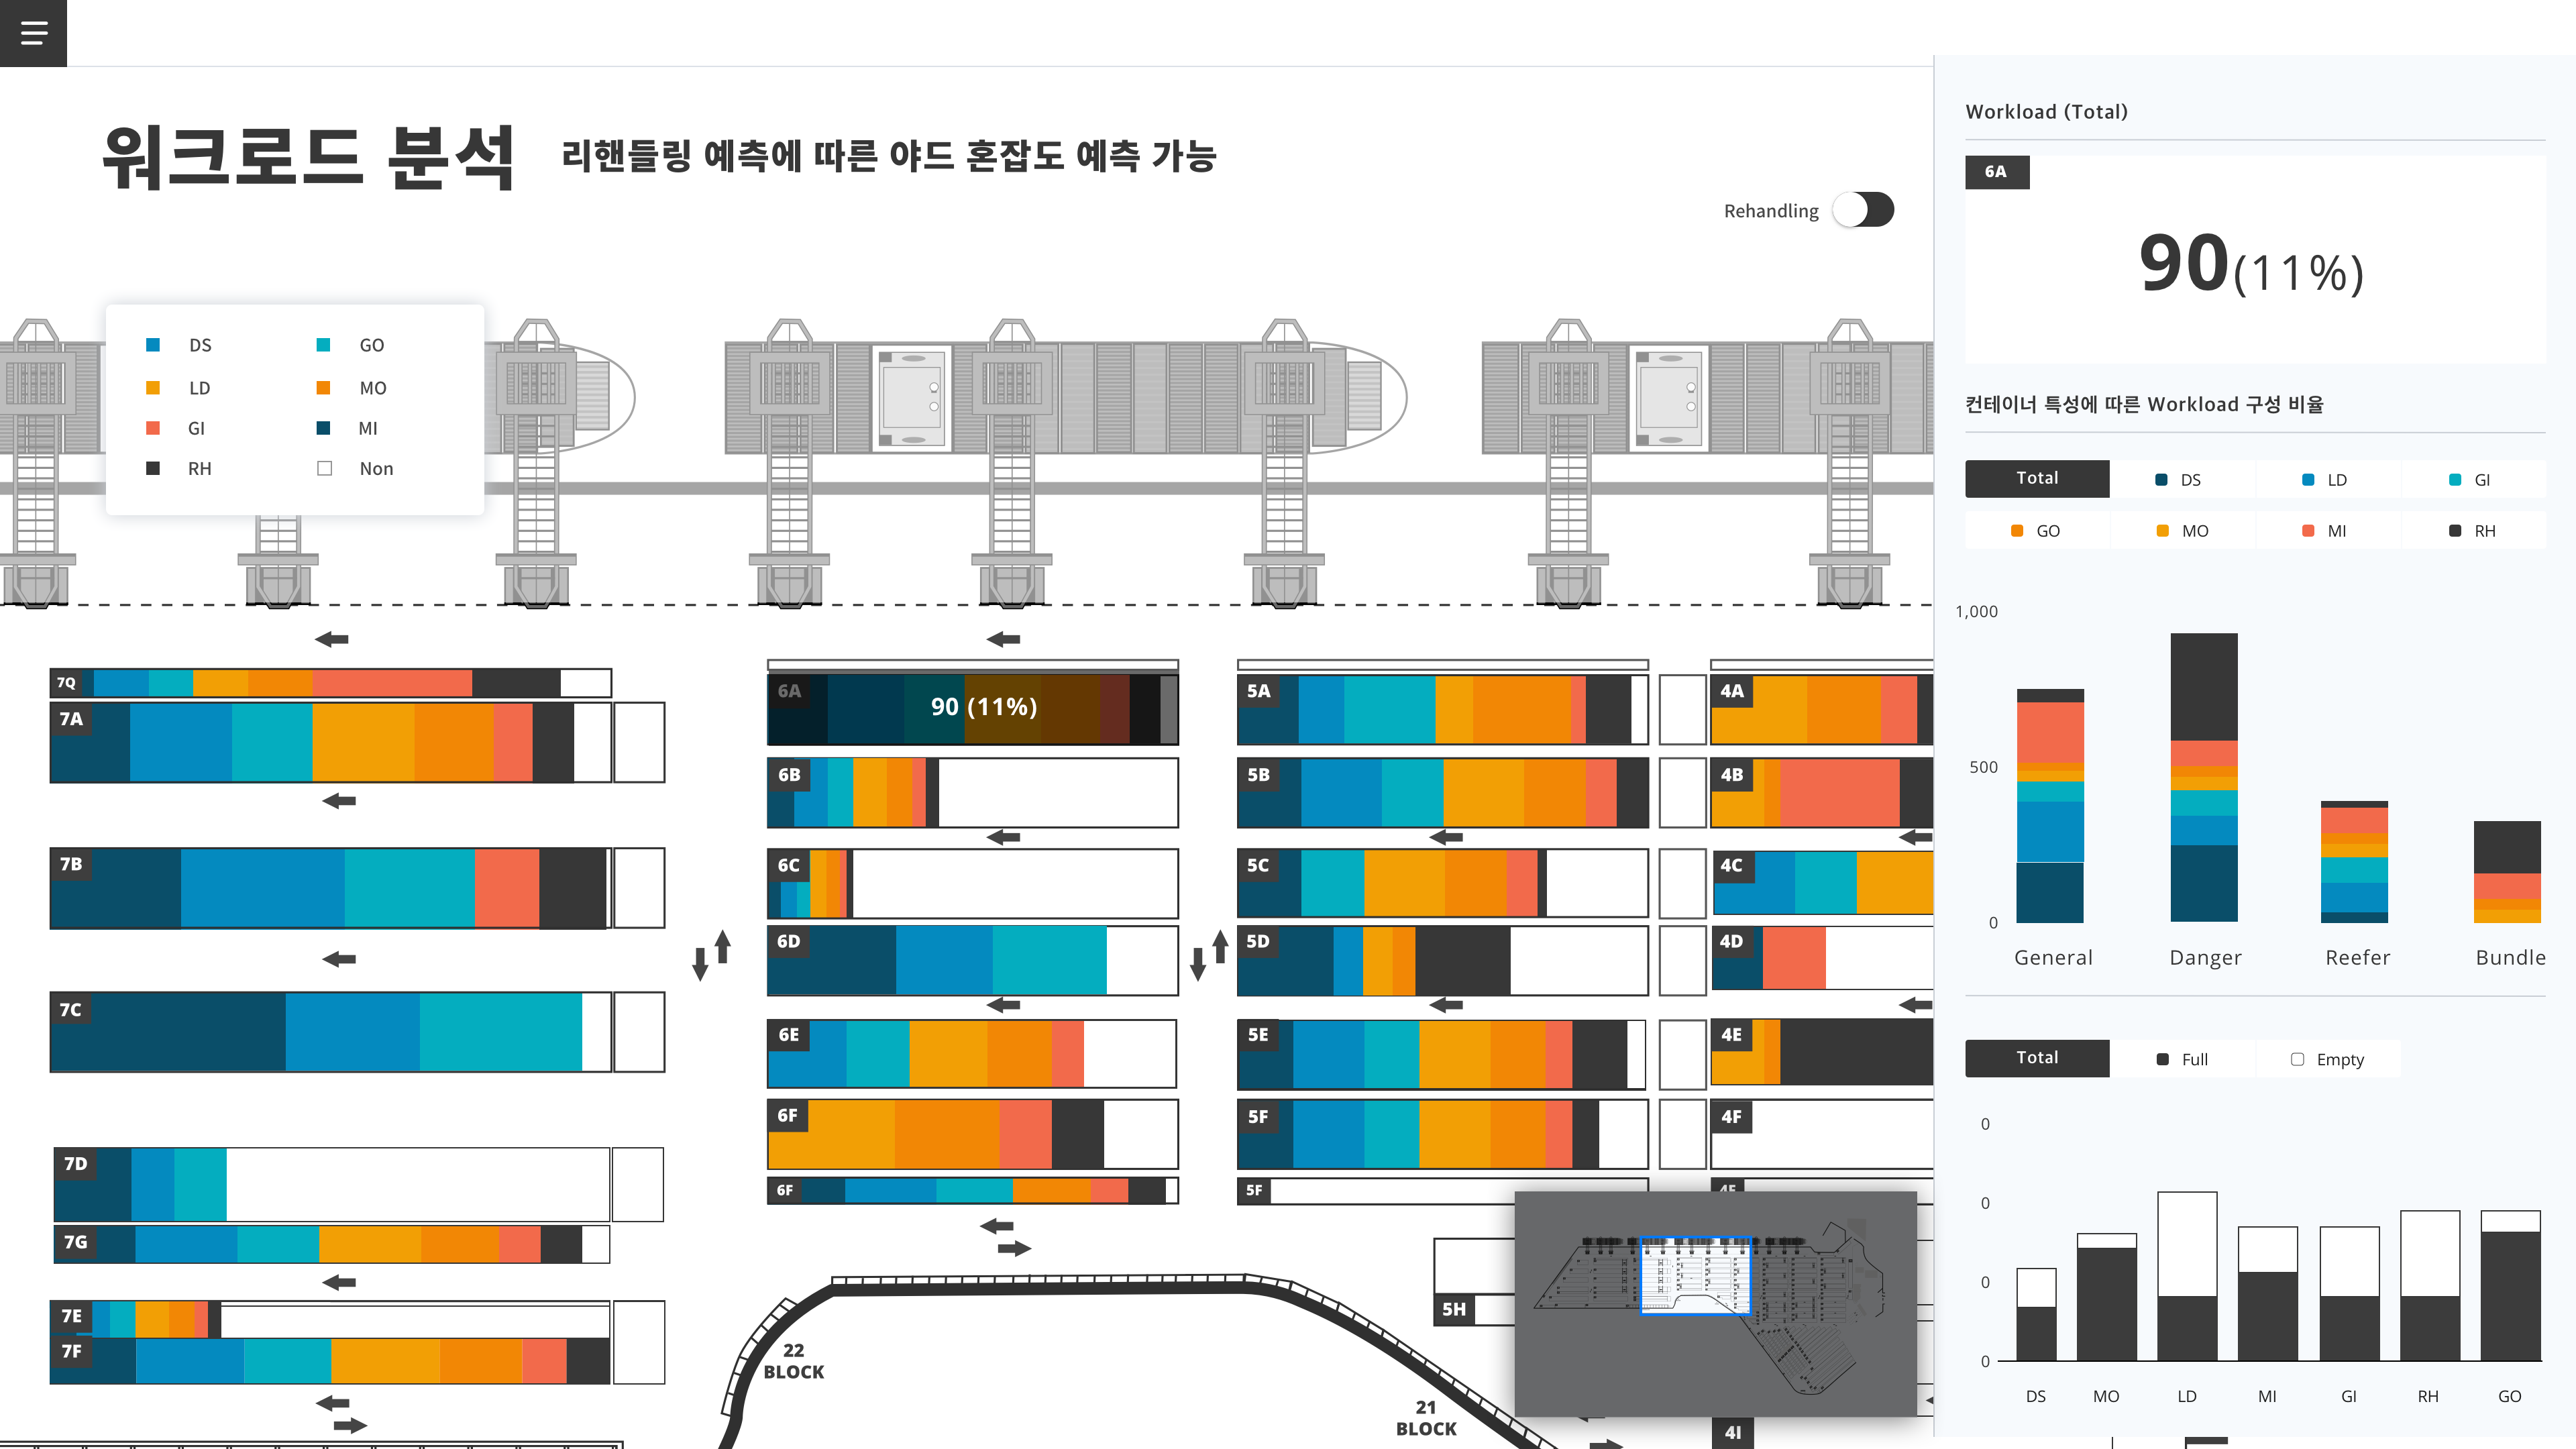 워크로드 분석
리핸들링 예측에 따른 야드 혼잡도 예측 가능
Rehandling
DS GO
LD MO
GI MI
RH Non
7Q
7A
7B
7C
7D
7G
7E
7F
6A
90 (11%)
6B
6C
6D
6E
6F
6F
5A
5B
5C
5D
5E
5F
5F
5H
4A
4B
4C
4D
4E
4F
4I
22
BLOCK
21
BLOCK
Workload (Total)
6A
90(11%)
컨테이너 특성에 따른 Workload 구성 비율
Total DS LD GI
GO MO MI RH
1,000
500
0
General Danger Reefer Bundle
Total Full Empty
0
0
0
0
DS MO LD MI GI RH GO